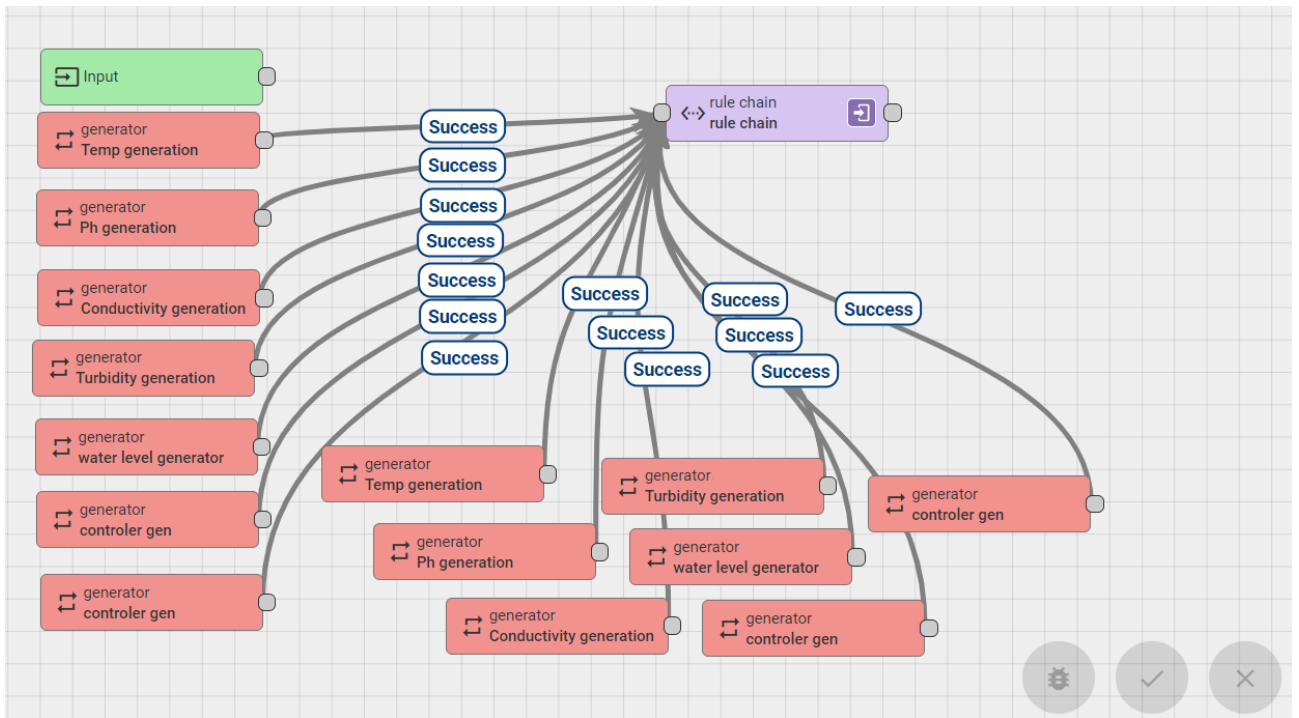 Input
generator
Temp generation
Success
rule chain
rule chain
generator
Ph generation
Success
generator
Conductivity generation
Success
generator
Turbidity generation
Success
generator
water level generator
Success
generator
controler gen
Success
generator
controler gen
Success
Success
Success
Success
Success
Success
Success
Success
generator
Temp generation
generator
Turbidity generation
generator
controler gen
generator
Ph generation
generator
water level generator
generator
Conductivity generation
generator
controler gen